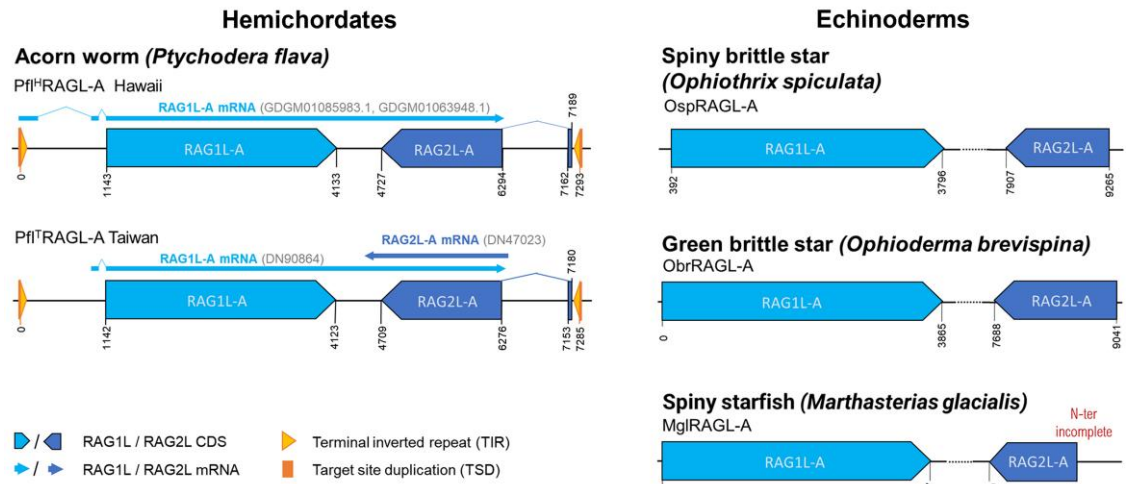 Hemichordates
Acorn worm (Ptychodera flava)
PflᴴRAGL-A Hawaii
RAG1L-A mRNA (GDGM01085983.1, GDGM01063948.1)
7189
RAG1L-A
RAG2L-A
0
1143
4133
4727
6294
7162
7293
PflᵀRAGL-A Taiwan
RAG2L-A mRNA (DN47023)
RAG1L-A mRNA (DN90864)
7180
RAG1L-A
RAG2L-A
0
1142
4123
4709
6276
7153
7285
RAG1L / RAG2L CDS
RAG1L / RAG2L mRNA
Terminal inverted repeat (TIR)
Target site duplication (TSD)
Echinoderms
Spiny brittle star
(Ophiothrix spiculata)
OspRAGL-A
RAG1L-A
RAG2L-A
392
3796
7907
9265
Green brittle star (Ophioderma brevispina)
ObrRAGL-A
RAG1L-A
RAG2L-A
0
3865
7688
9041
Spiny starfish (Marthasterias glacialis)
MglRAGL-A
N-ter
incomplete
RAG1L-A
RAG2L-A